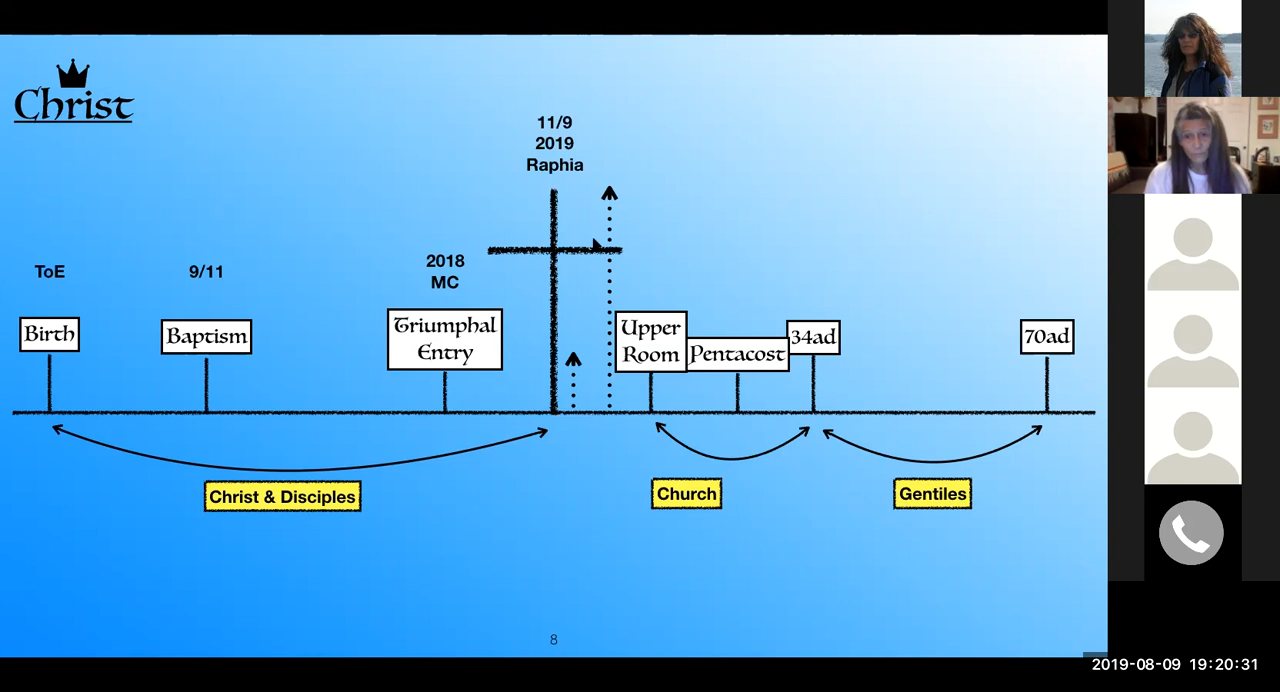 Christ
11/9
2019
Raphia
ToE
9/11
2018
MC
Birth
Baptism
Triumphal
Entry
Upper
Room
Pentacost
34ad
70ad
Christ & Disciples
Church
Gentiles
8
2019-08-09 19:20:31